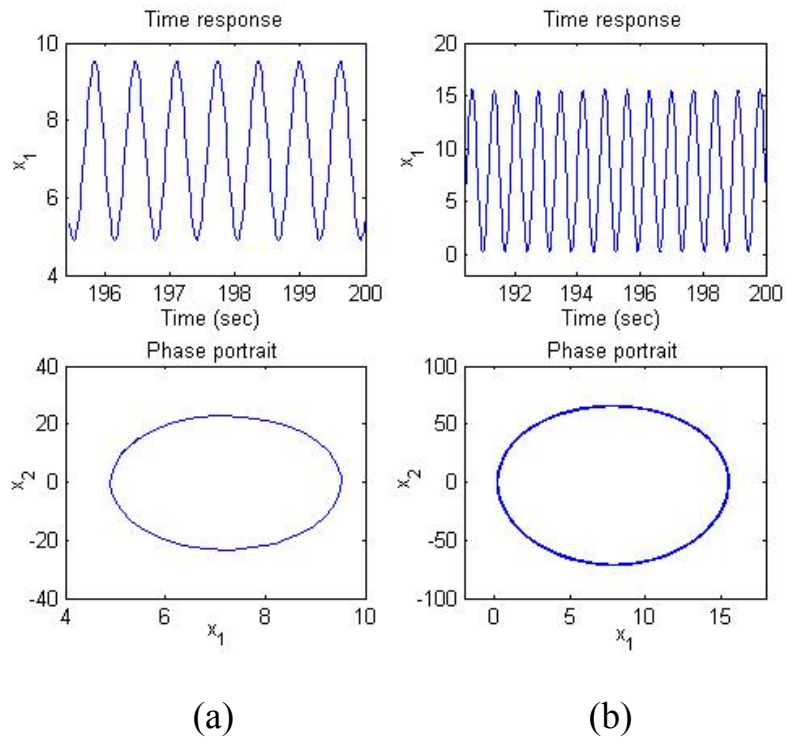 Time response
10
8
6
4
x1
196 197 198 199 200
Time (sec)
Time response
20
15
10
5
0
x1
192 194 196 198 200
Time (sec)
Phase portrait
40
20
0
-20
-40
x2
4 6 8 10
x1
Phase portrait
100
50
0
-50
-100
x2
0 5 10 15
x1
(a)
(b)